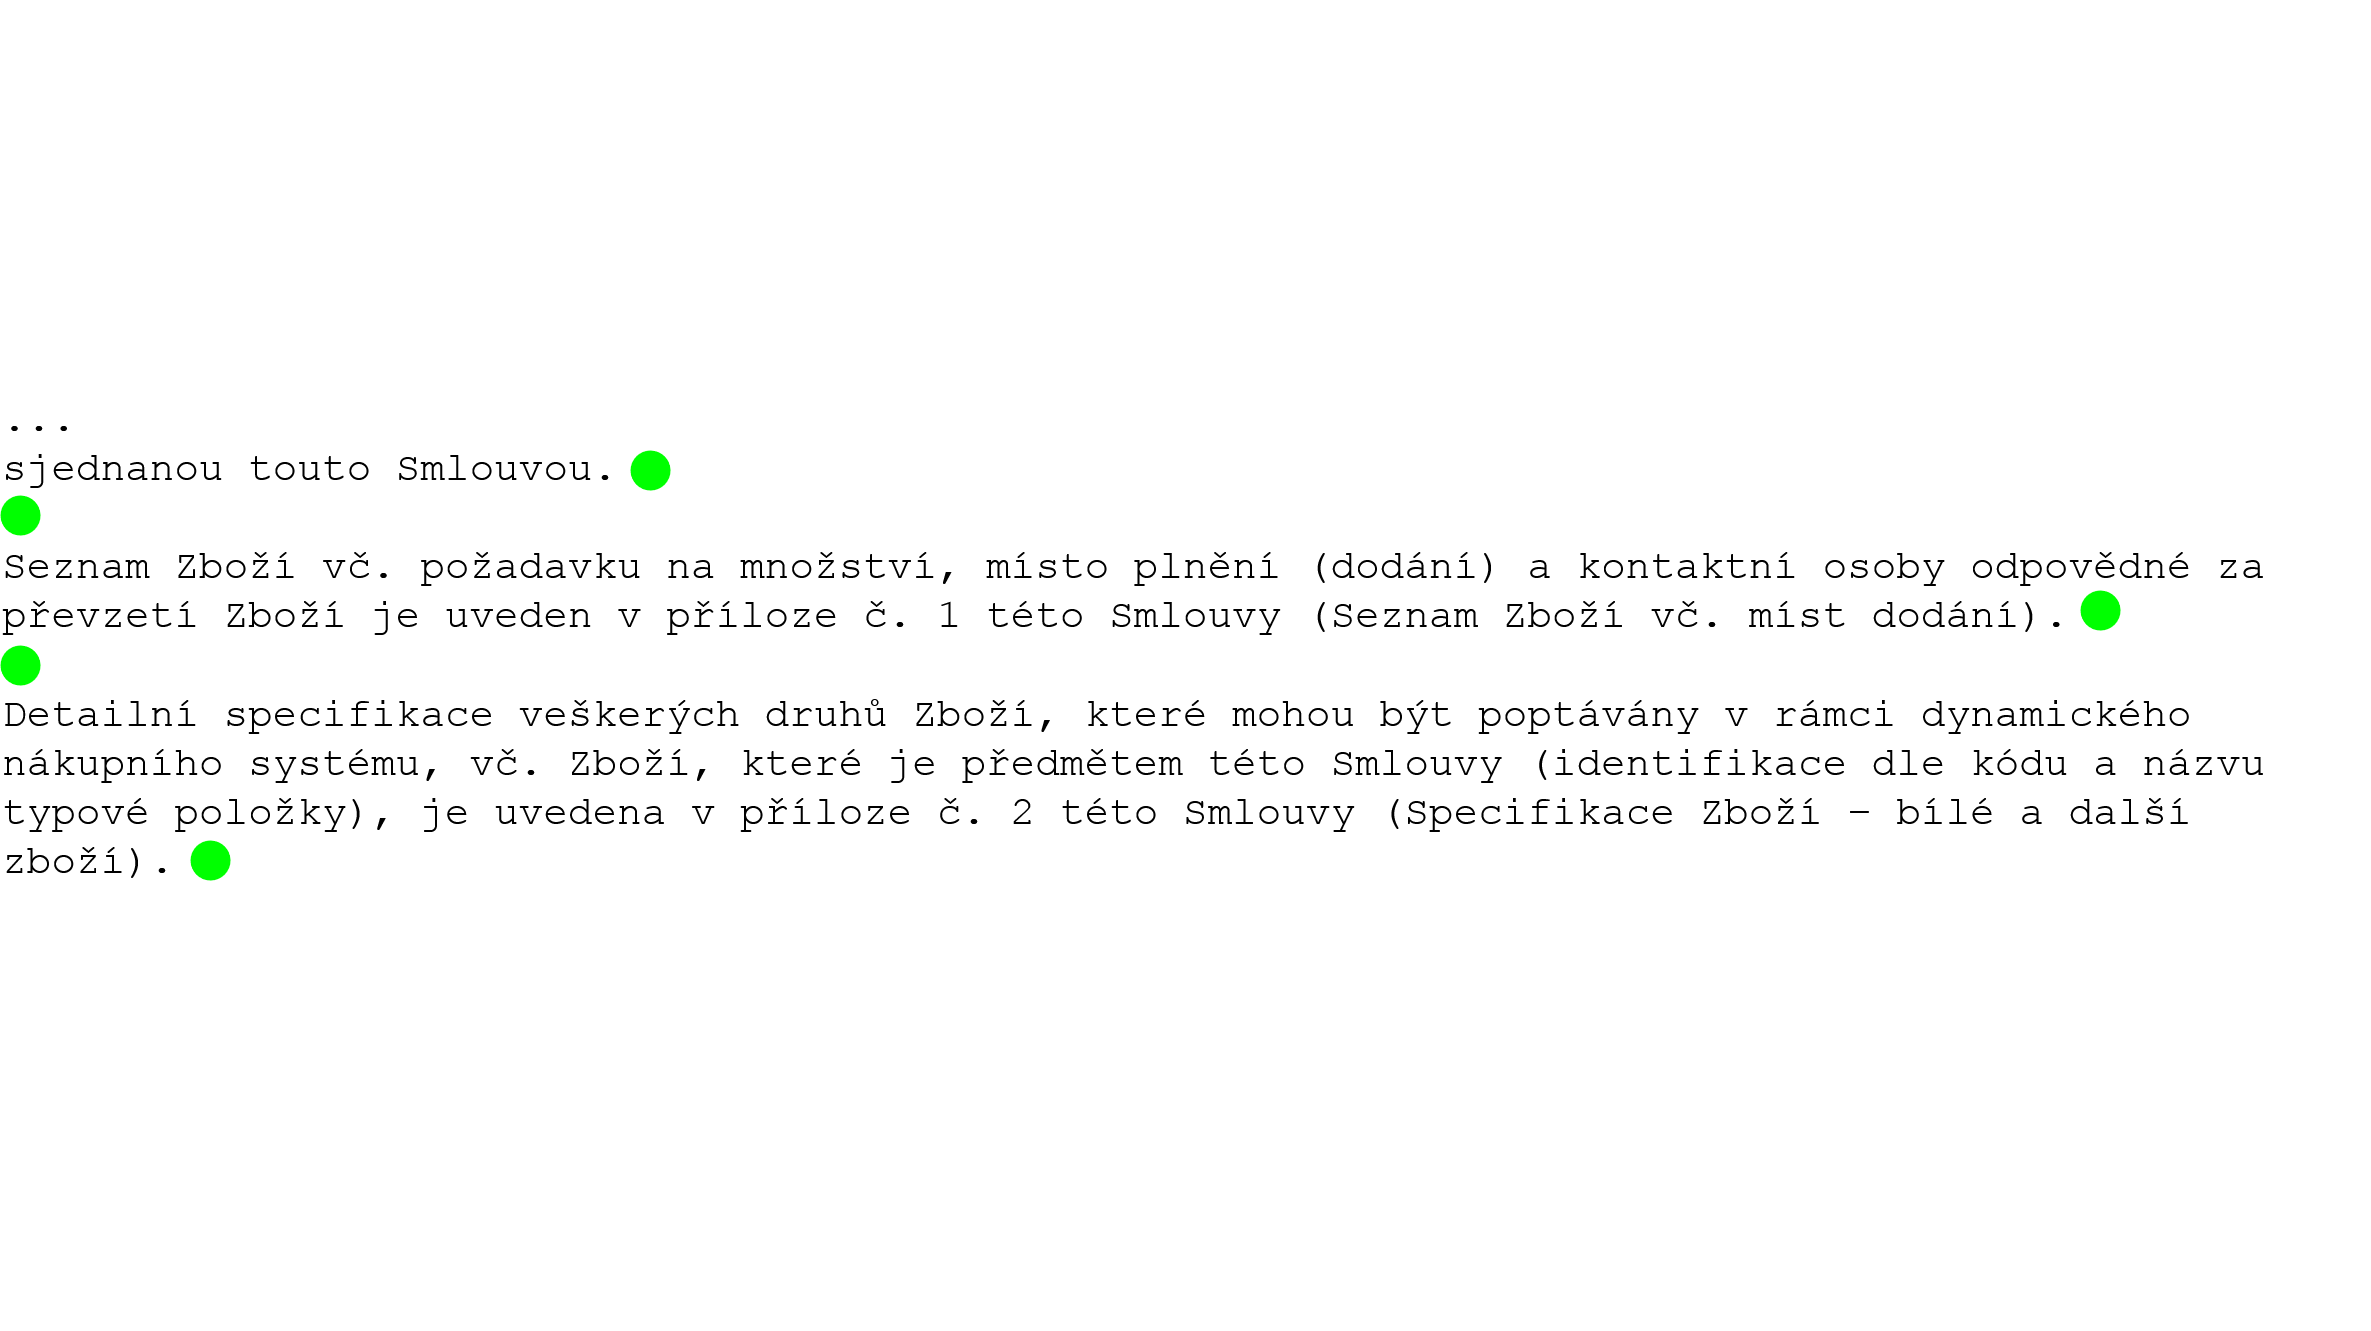 ...
sjednanou touto Smlouvou.
Seznam Zboží vč. požadavku na množství, místo plnění (dodání) a kontaktní osoby odpovědné za
převzetí Zboží je uveden v příloze č. 1 této Smlouvy (Seznam Zboží vč. míst dodání).
Detailní specifikace veškerých druhů Zboží, které mohou být poptávány v rámci dynamického
nákupního systému, vč. Zboží, které je předmětem této Smlouvy (identifikace dle kódu a názvu
typové položky), je uvedena v příloze č. 2 této Smlouvy (Specifikace Zboží – bílé a další
zboží).